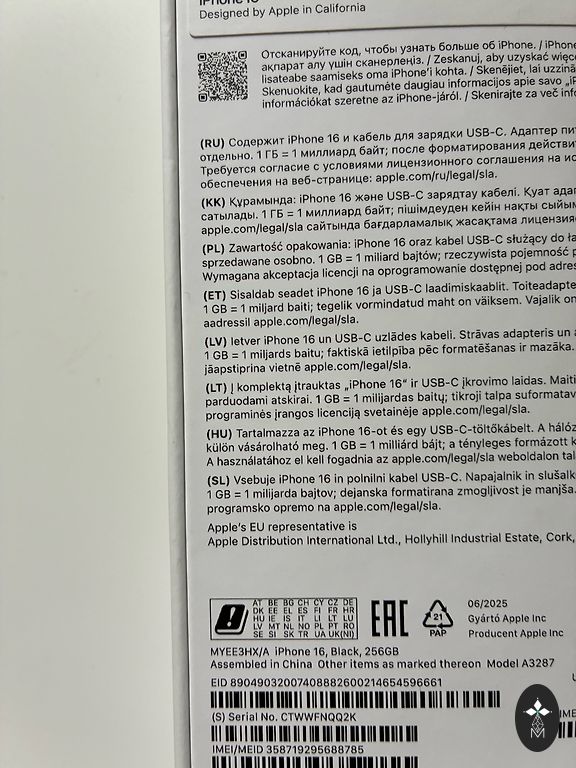 iPhone 16
Designed by Apple in California
Отсканируйте код, чтобы узнать больше об iPhone. / iPhone
ақпарат алу үшін сканерлеңіз. / Zeskanuj, aby uzyskać więce
lisateabe saamiseks oma iPhone'i kohta. / Skenējiet, lai uzziná
Skenuokite, kad gautumėte daugiau informacijos apie savo „iP
információkat szeretne az iPhone-járól. / Skenirajte za več info
(RU) Содержит iPhone 16 и кабель для зарядки USB-C. Адаптер пит
отдельно. 1 ГБ = 1 миллиард байт; после форматирования действит
Требуется согласие с условиями лицензионного соглашения на ис
обеспечения на веб-странице: apple.com/ru/legal/sla.
(KK) Құрамында: iPhone 16 және USB-C зарядтау кабелі. Қуат адап
сатылады. 1 ГБ = 1 миллиард байт; пішімдеуден кейін нақты сыйым
apple.com/legal/sla сайтында бағдарламалық жасақтама лицензия
(PL) Zawartość opakowania: iPhone 16 oraz kabel USB-C służący do ła
sprzedawane osobno. 1 GB = 1 miliard bajtów; rzeczywista pojemność p
Wymagana akceptacja licencji na oprogramowanie dostępnej pod adres
(ET) Sisaldab seadet iPhone 16 ja USB-C laadimiskaablit. Toiteadapte
1 GB = 1 miljard baiti; tegelik vormindatud maht on väiksem. Vajalik on
aadressil apple.com/legal/sla.
(LV) Ietver iPhone 16 un USB-C uzlādes kabeli. Strāvas adapteris un a
1 GB = 1 miljards baitu; faktiskā ietilpība pēc formatēšanas ir mazāka.
jāapstiprina vietnē apple.com/legal/sla.
(LT) Į komplektą įtrauktas „iPhone 16“ ir USB-C įkrovimo laidas. Maiti
parduodami atskirai. 1 GB = 1 milijardas baitų; tikroji talpa suformatav
programinės įrangos licenciją svetainėje apple.com/legal/sla.
(HU) Tartalmazza az iPhone 16-ot és egy USB-C-töltőkábelt. A hálóz
külön vásárolható meg. 1 GB = 1 milliárd bájt; a tényleges formázott k
A használatához el kell fogadnia az apple.com/legal/sla weboldalon tal
(SL) Vsebuje iPhone 16 in polnilni kabel USB-C. Napajalnik in slušalk
1 GB = 1 milijarda bajtov; dejanska formatirana zmogljivost je manjša.
programsko opremo na apple.com/legal/sla.
Apple's EU representative is
Apple Distribution International Ltd., Hollyhill Industrial Estate, Cork,
AT BE BG CH CY CZ DE
DK EE EL ES FI FR HR
HU IE IS IT LI LT LU
LV MT NL NO PL PT RO
SE SI SK TR UA UK(NI)
EAC
21
PAP
06/2025
Gyártó Apple Inc
Producent Apple Inc
MYEE3HX/A iPhone 16, Black, 256GB
Assembled in China Other items as marked thereon Model A3287
EID 89049032007408882600214654596661
(S) Serial No. CTWWFNQQ2K
IMEI
IMEI/MEID 358719295688785
M